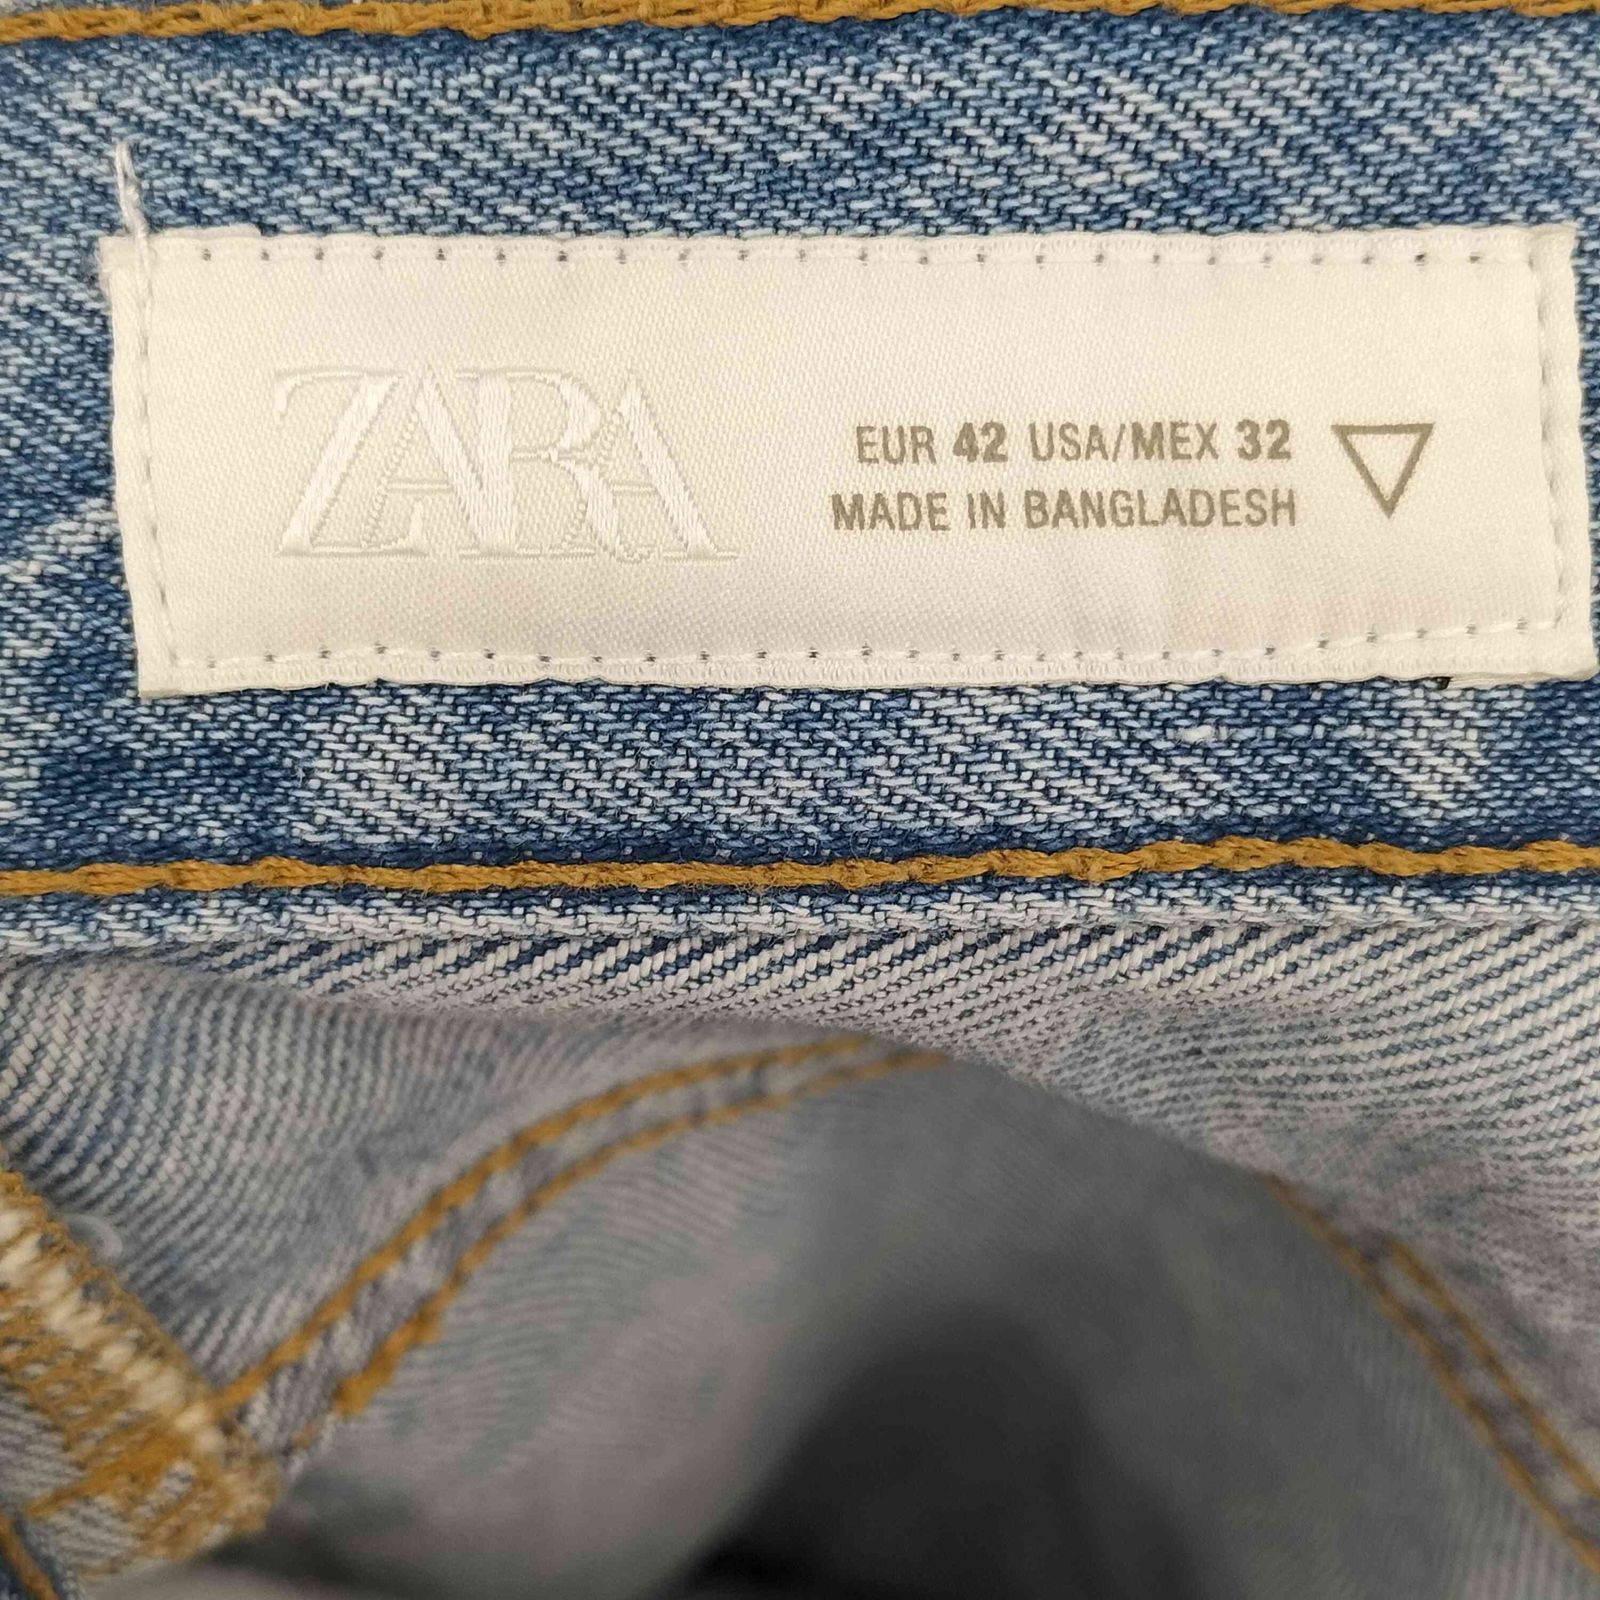 ZARA
EUR 42 USA/MEX 32
MADE IN BANGLADESH